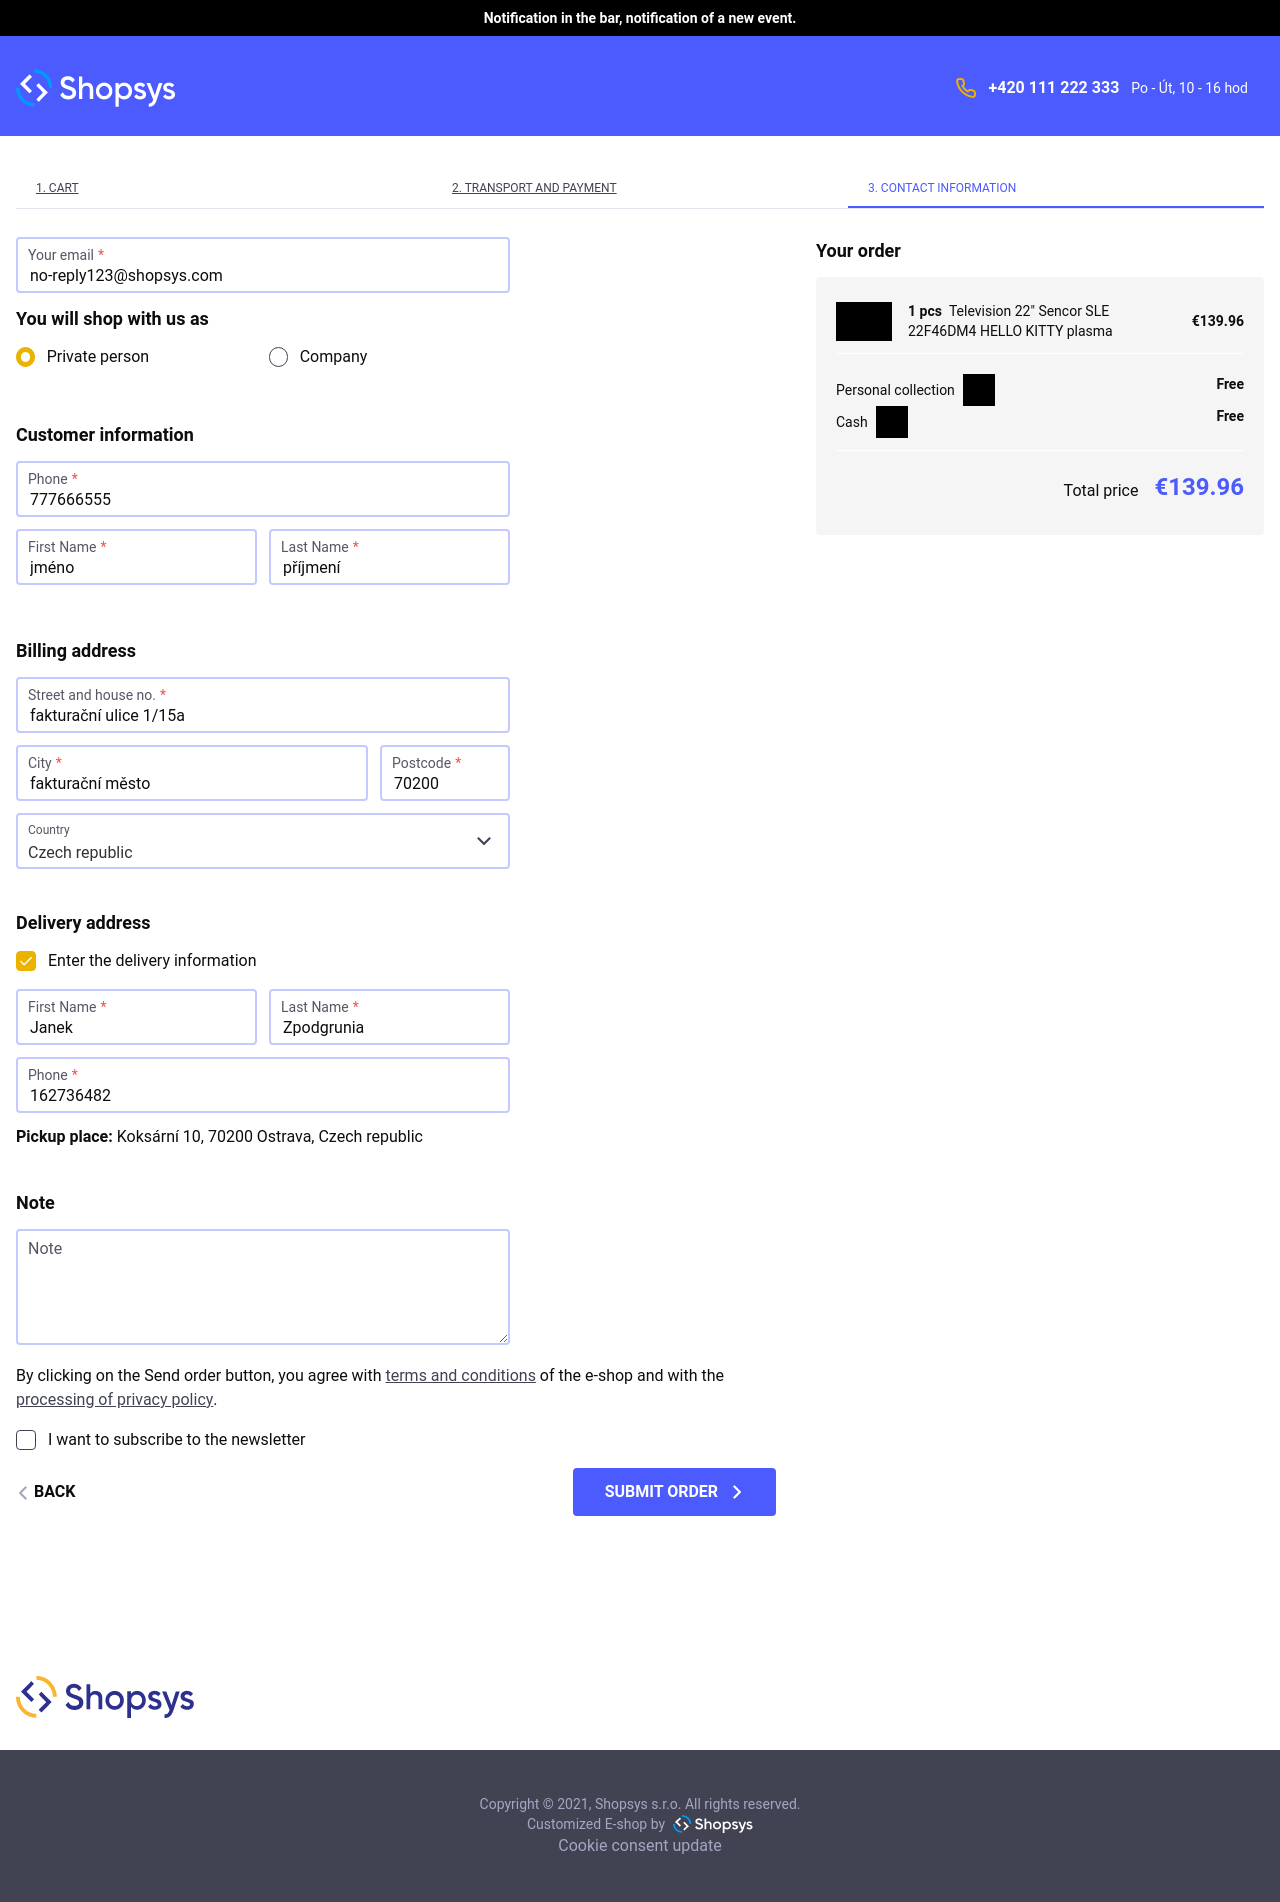 Notification in the bar, notification of a new event.
Shopsys
+420 111 222 333 Po - Út, 10 - 16 hod
1. CART
2. TRANSPORT AND PAYMENT
3. CONTACT INFORMATION
Your email *
no-reply123@shopsys.com
You will shop with us as
Private person
Company
Customer information
Phone *
777666555
First Name *
jméno
Last Name *
příjmení
Billing address
Street and house no. *
fakturační ulice 1/15a
City *
fakturační město
Postcode *
70200
Country
Czech republic
Delivery address
Enter the delivery information
First Name *
Janek
Last Name *
Zpodgrunia
Phone *
162736482
Pickup place: Koksární 10, 70200 Ostrava, Czech republic
Note
Note
By clicking on the Send order button, you agree with terms and conditions of the e-shop and with the
processing of privacy policy.
I want to subscribe to the newsletter
BACK
SUBMIT ORDER
Your order
1 pcs Television 22" Sencor SLE
22F46DM4 HELLO KITTY plasma
€139.96
Personal collection
Free
Cash
Free
Total price €139.96
Shopsys
Copyright © 2021, Shopsys s.r.o. All rights reserved.
Customized E-shop by Shopsys
Cookie consent update